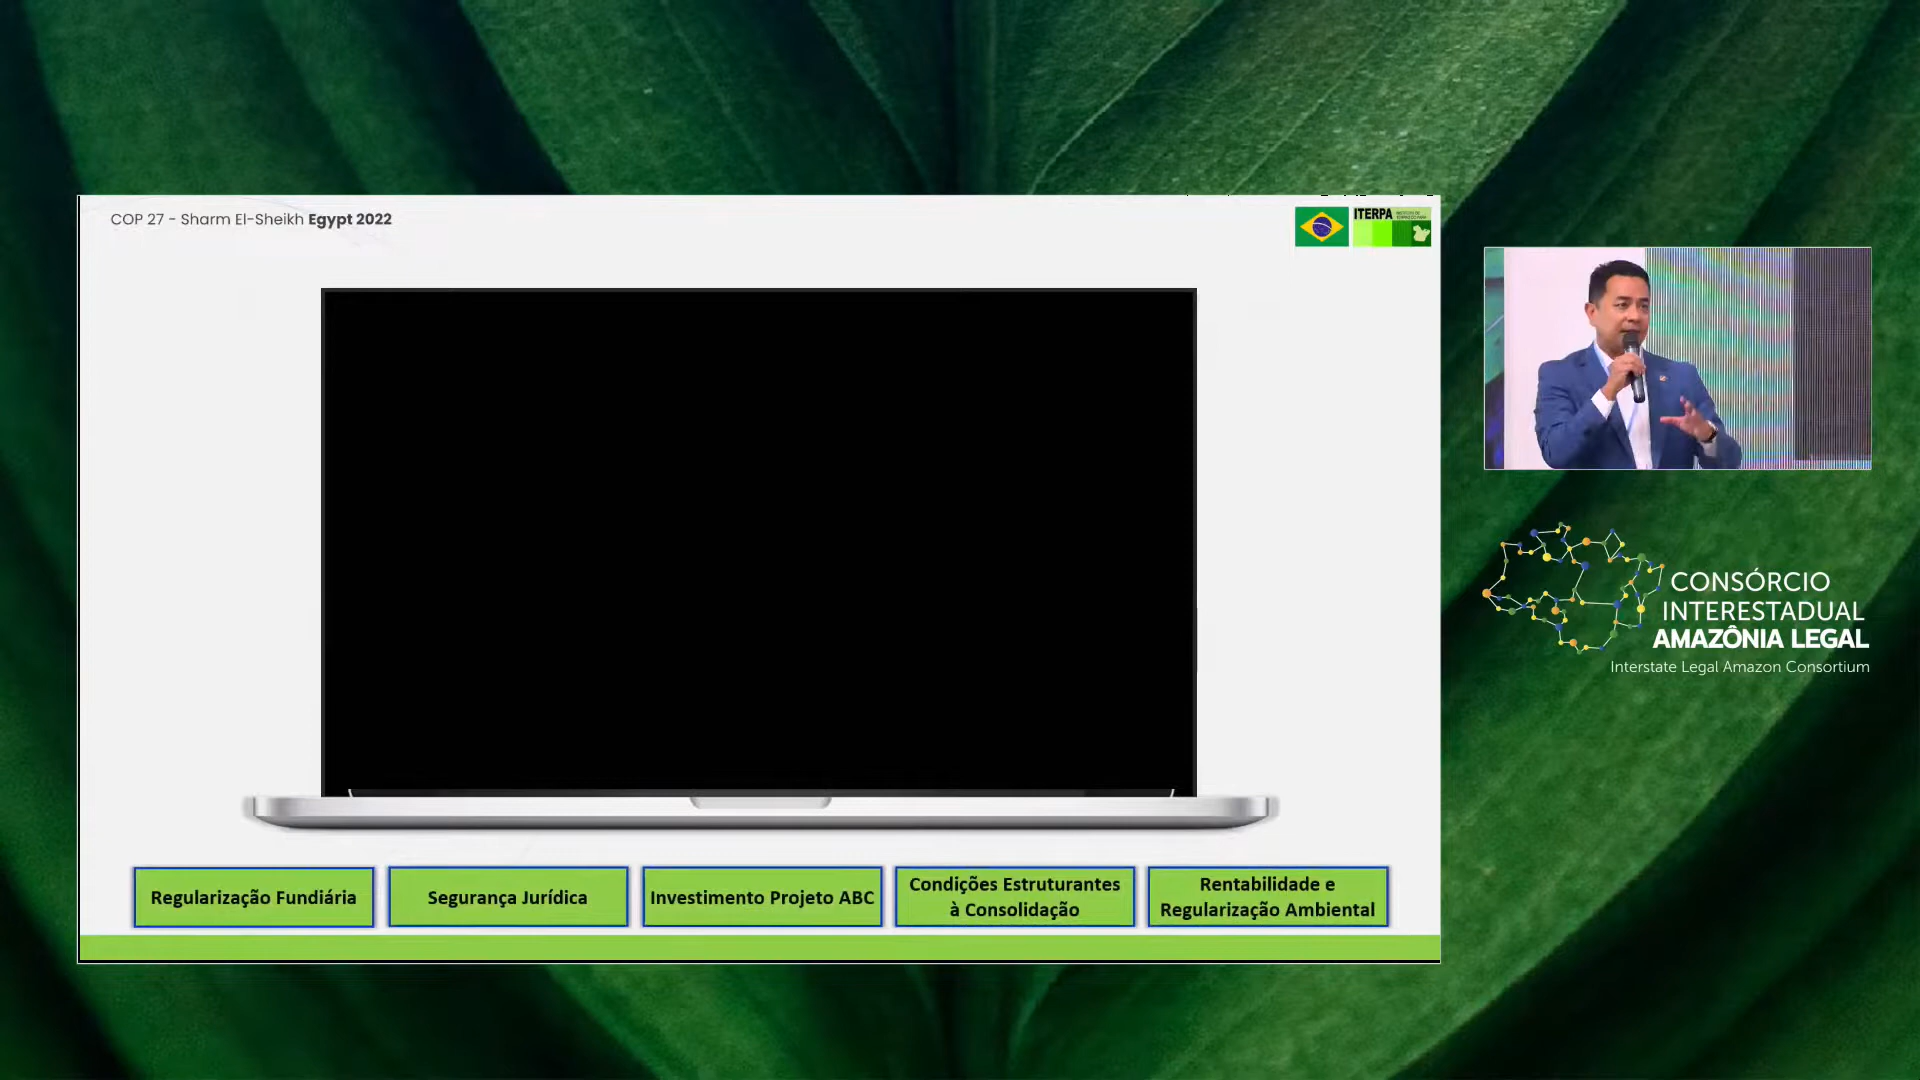 COP 27 - Sharm El-Sheikh Egypt 2022
ITERPA
Regularização Fundiária
Segurança Jurídica
Investimento Projeto ABC
Condições Estruturantes
à Consolidação
Rentabilidade e
Regularização Ambiental
CONSÓRCIO
INTERESTADUAL
AMAZÔNIA LEGAL
Interstate Legal Amazon Consortium